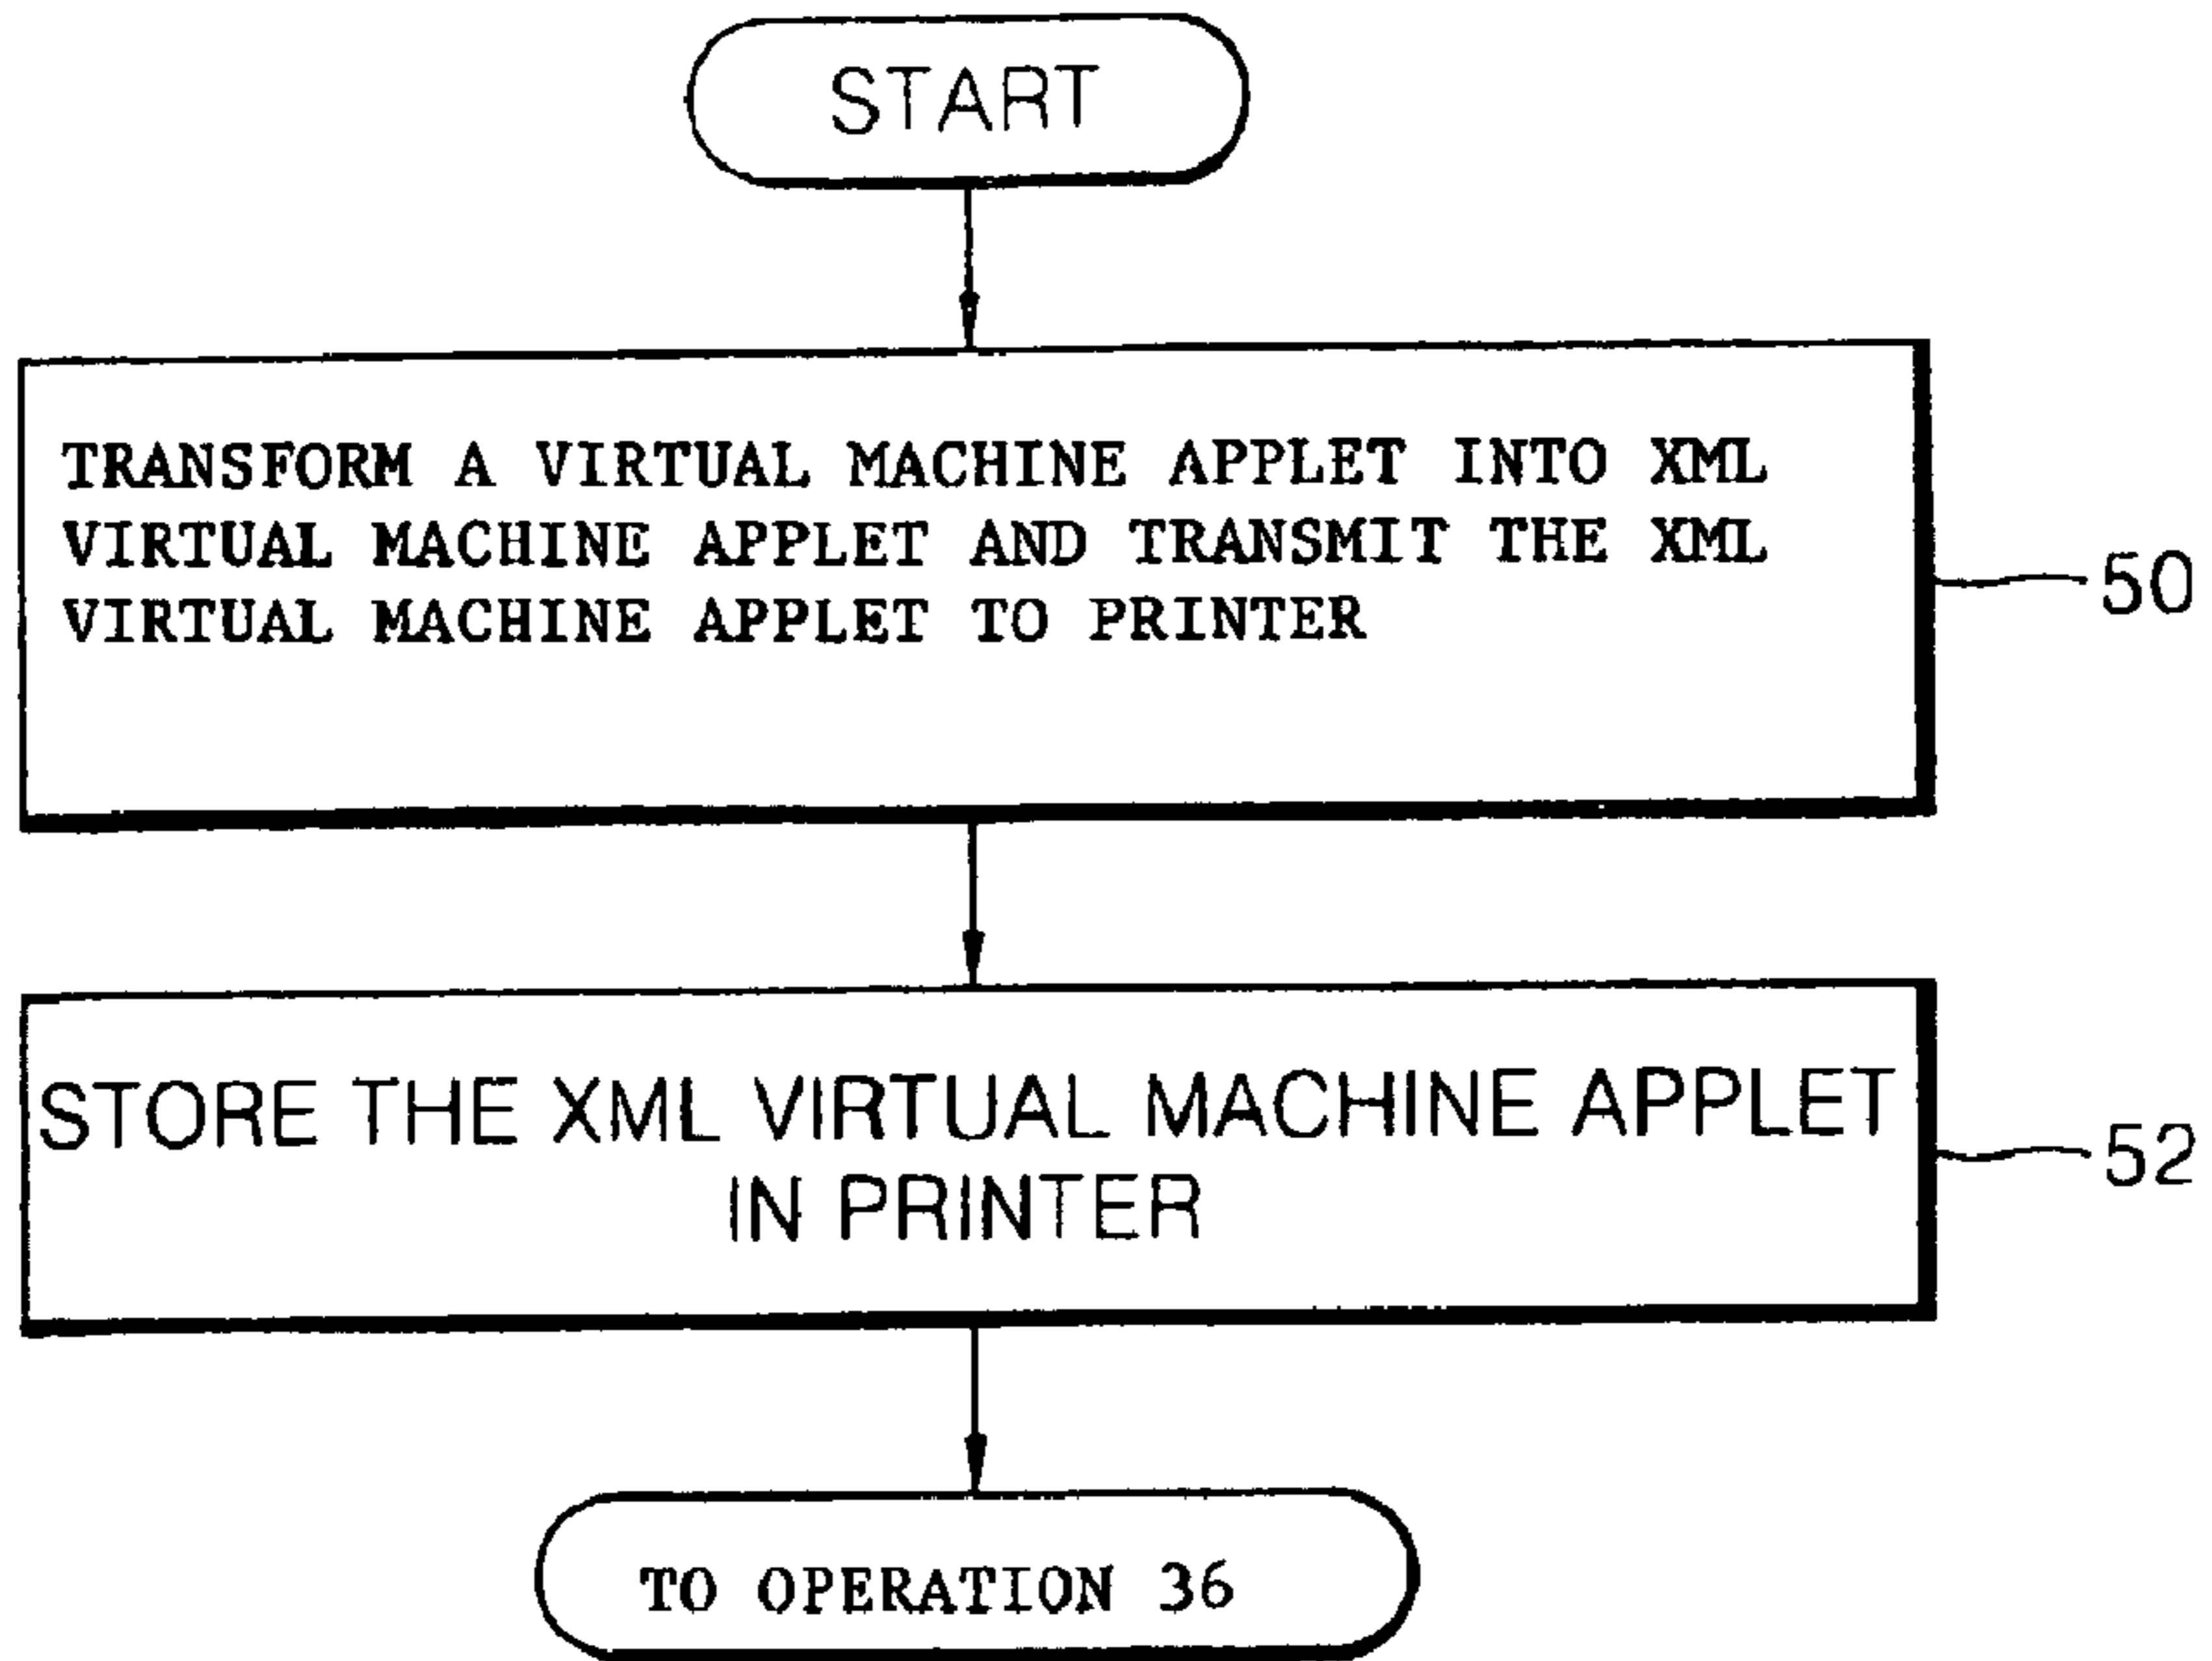 START
TRANSFORM A VIRTUAL MACHINE APPLET INTO XML
VIRTUAL MACHINE APPLET AND TRANSMIT THE XML
VIRTUAL MACHINE APPLET TO PRINTER
50
STORE THE XML VIRTUAL MACHINE APPLET
IN PRINTER
52
TO OPERATION 36